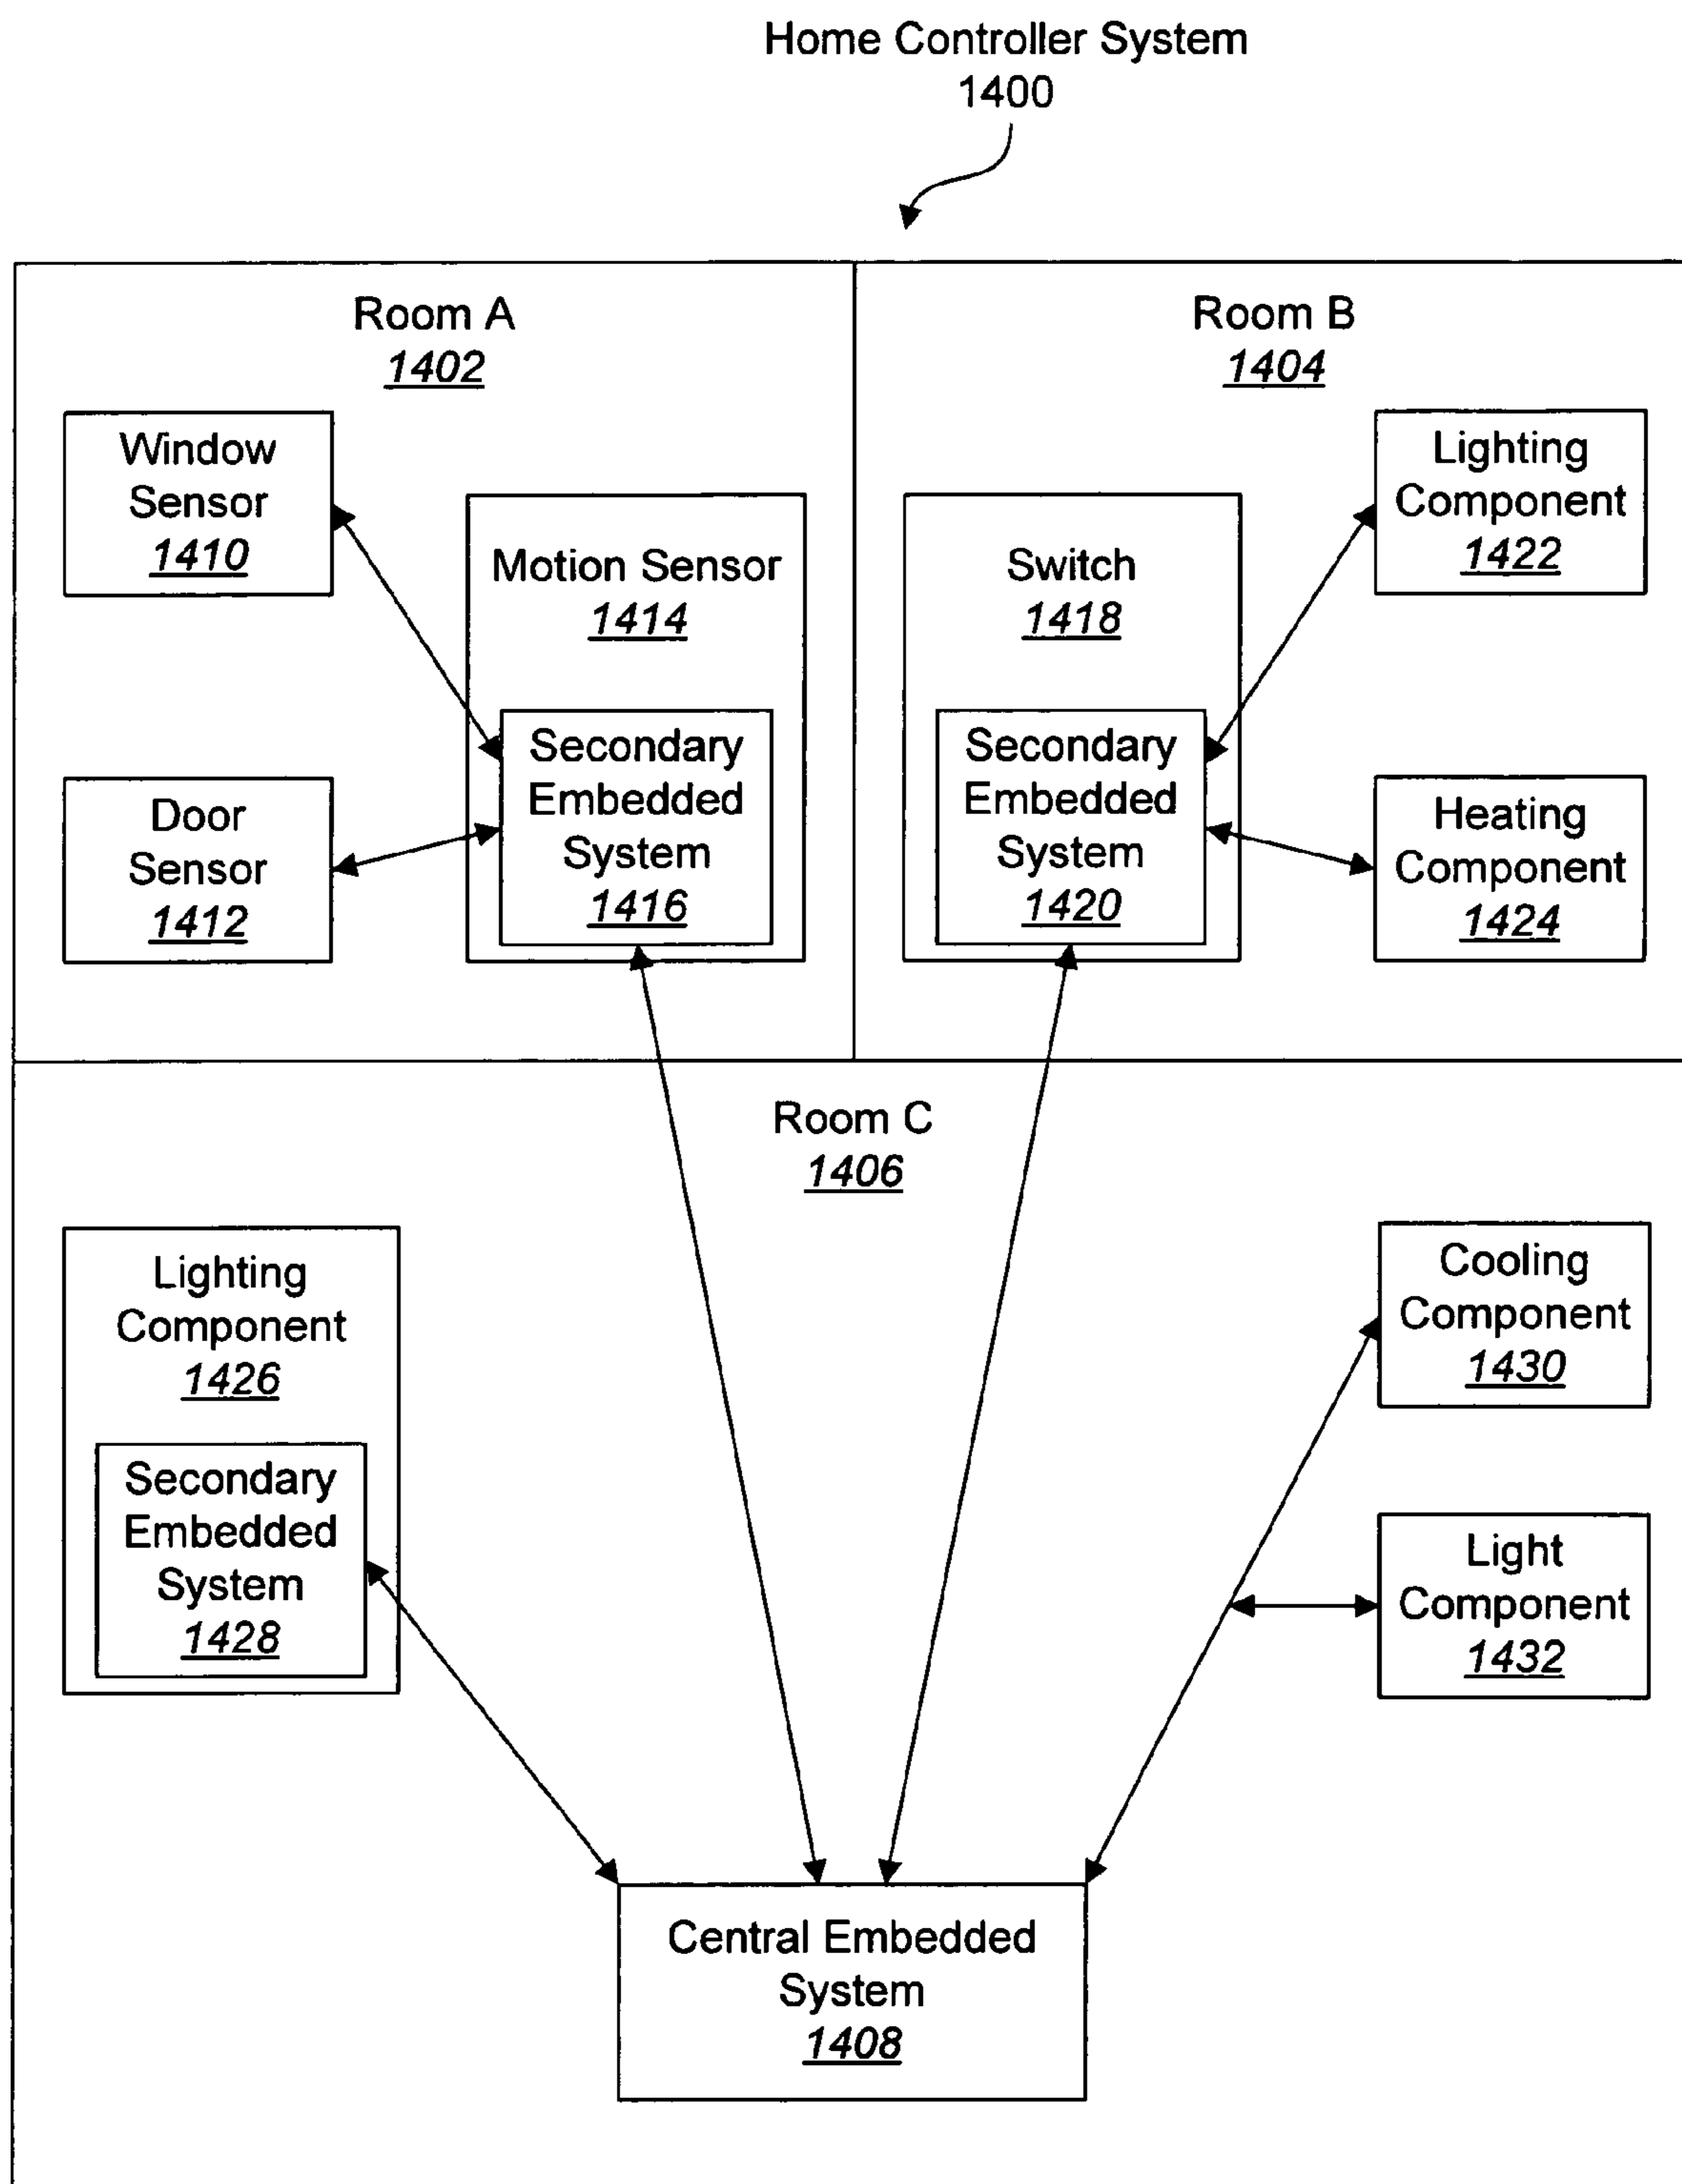 Home Controller System
1400
Room A
1402
Window
Sensor
1410
Motion Sensor
1414
Door
Sensor
1412
Secondary
Embedded
System
1416
Room B
1404
Switch
1418
Secondary
Embedded
System
1420
Lighting
Component
1422
Heating
Component
1424
Room C
1406
Lighting
Component
1426
Secondary
Embedded
System
1428
Cooling
Component
1430
Light
Component
1432
Central Embedded
System
1408